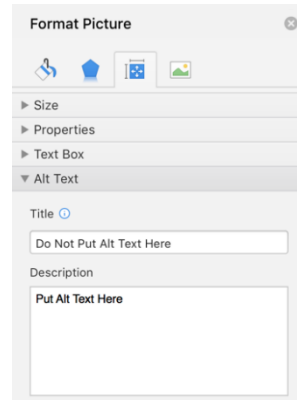 Format Picture
Size
Properties
Text Box
Alt Text
Title
Do Not Put Alt Text Here
Description
Put Alt Text Here